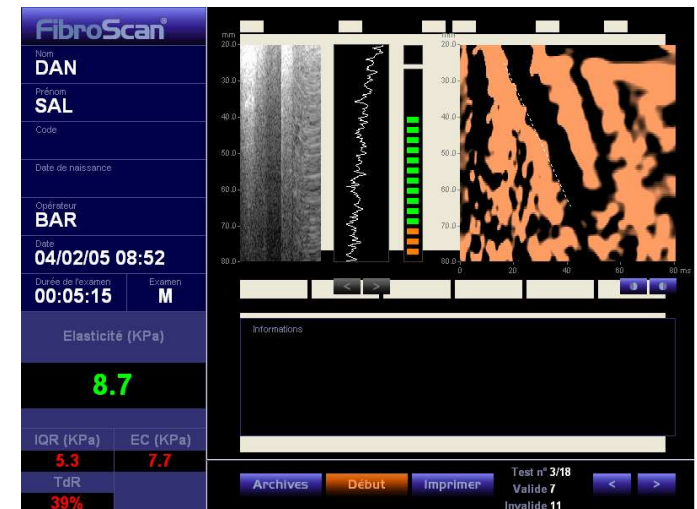 FibroScan®
Nom
DAN
Prénom
SAL
Code
Date de naissance
Opérateur
BAR
Date
04/02/05 08:52
Durée de l'examen Examen
00:05:15 M
Elasticité (KPa)
8.7
IQR (KPa) EC (KPa)
5.3 7.7
TdR
39%
mm mm
20.0 20.0
30.0 30.0
40.0 40.0
50.0 50.0
60.0 60.0
70.0 70.0
80.0 80.0
0 20 40 60 80 ms
< >
Informations
Archives Début Imprimer
Test n° 3/18
Valide 7
Invalide 11
< >